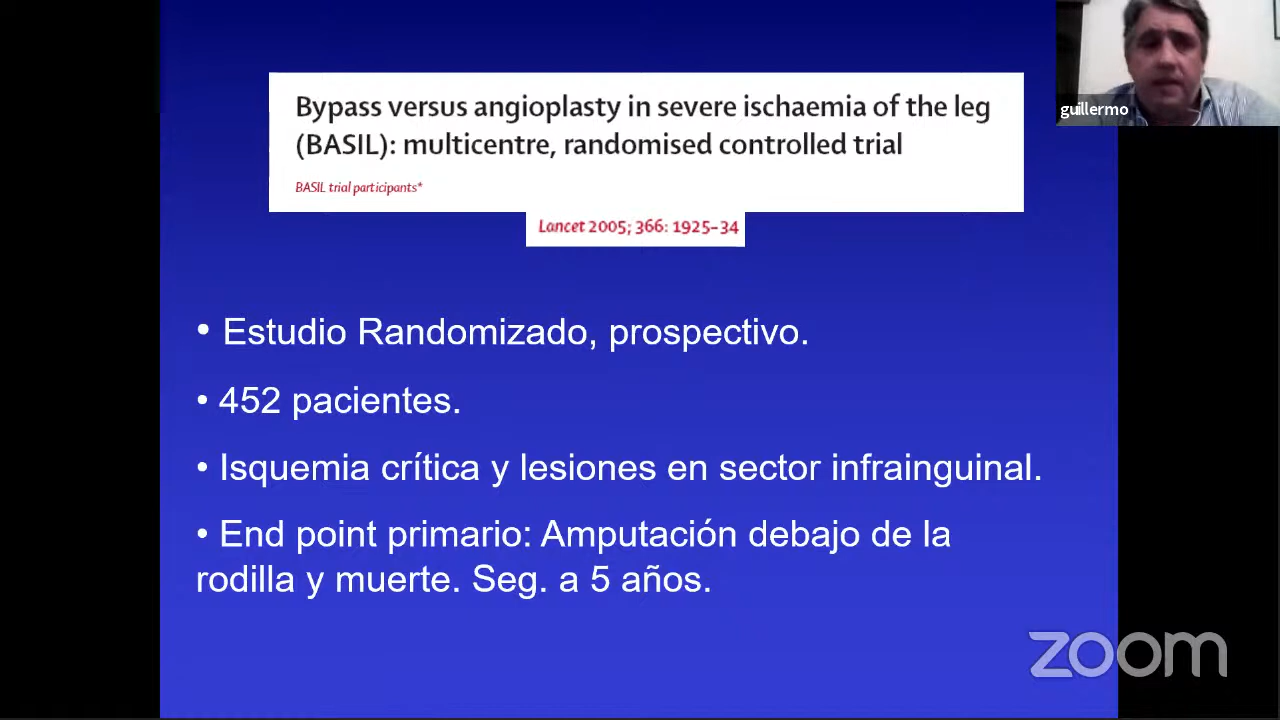 Bypass versus angioplasty in severe ischaemia of the leg
(BASIL): multicentre, randomised controlled trial
BASIL trial participants*
Lancet 2005; 366: 1925–34
guillermo
• Estudio Randomizado, prospectivo.
• 452 pacientes.
• Isquemia crítica y lesiones en sector infrainguinal.
• End point primario: Amputación debajo de la
rodilla y muerte. Seg. a 5 años.
zoom